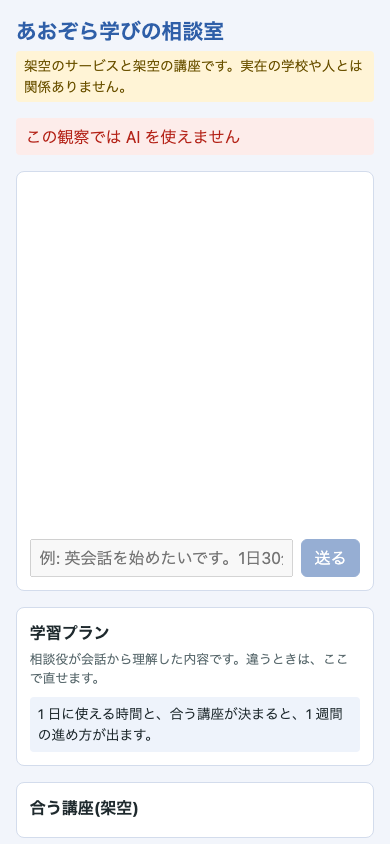 あおぞら学びの相談室
架空のサービスと架空の講座です。実在の学校や人とは
関係ありません。
この観察では AI を使えません
例: 英会話を始めたいです。1日30
送る
学習プラン
相談役が会話から理解した内容です。違うときは、ここ
で直せます。
1 日に使える時間と、合う講座が決まると、1 週間
の進め方が出ます。
合う講座(架空)